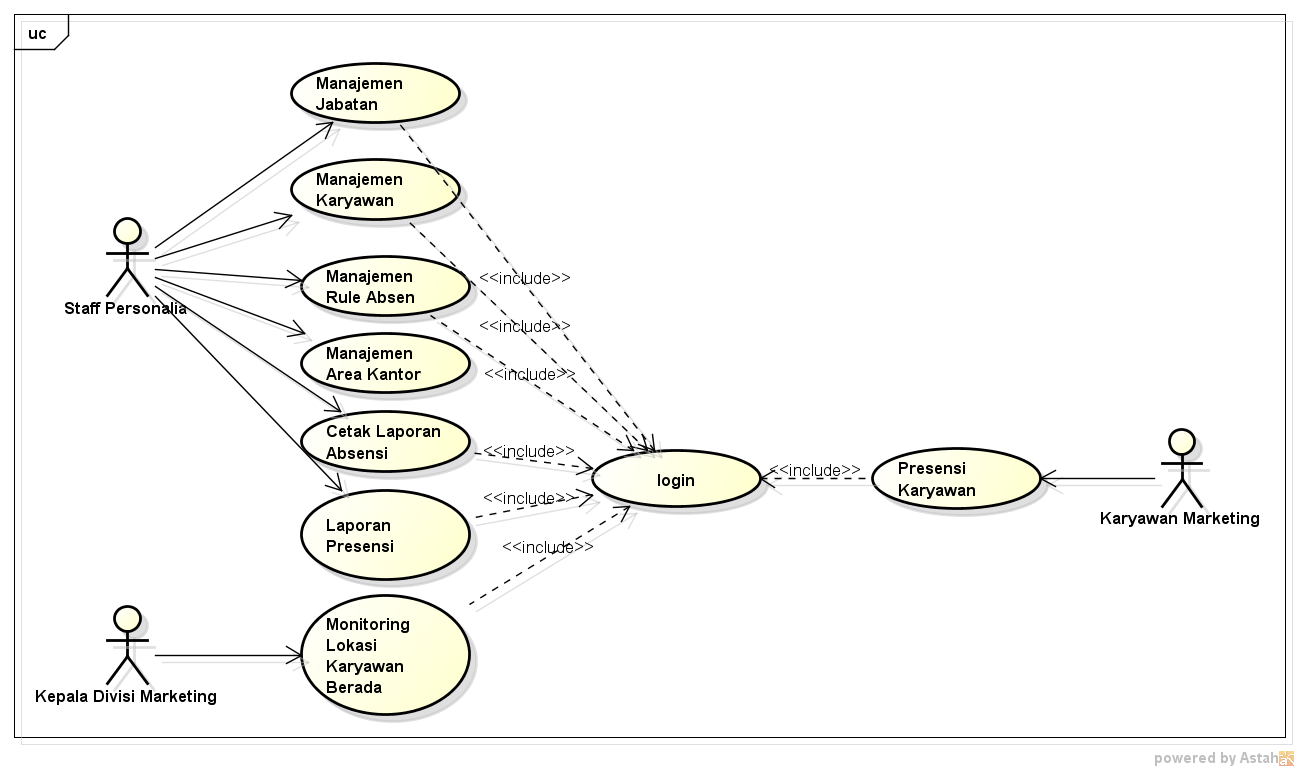 uc
Manajemen
Jabatan
Manajemen
Karyawan
Staff Personalia
Manajemen
Rule Absen
<<include>>
<<include>>
Manajemen
Area Kantor
<<include>>
Cetak Laporan
Absensi
<<include>>
login
<<include>>
Presensi
Karyawan
Karyawan Marketing
<<include>>
Laporan
Presensi
<<include>>
Monitoring
Lokasi
Karyawan
Berada
Kepala Divisi Marketing
powered by Astah